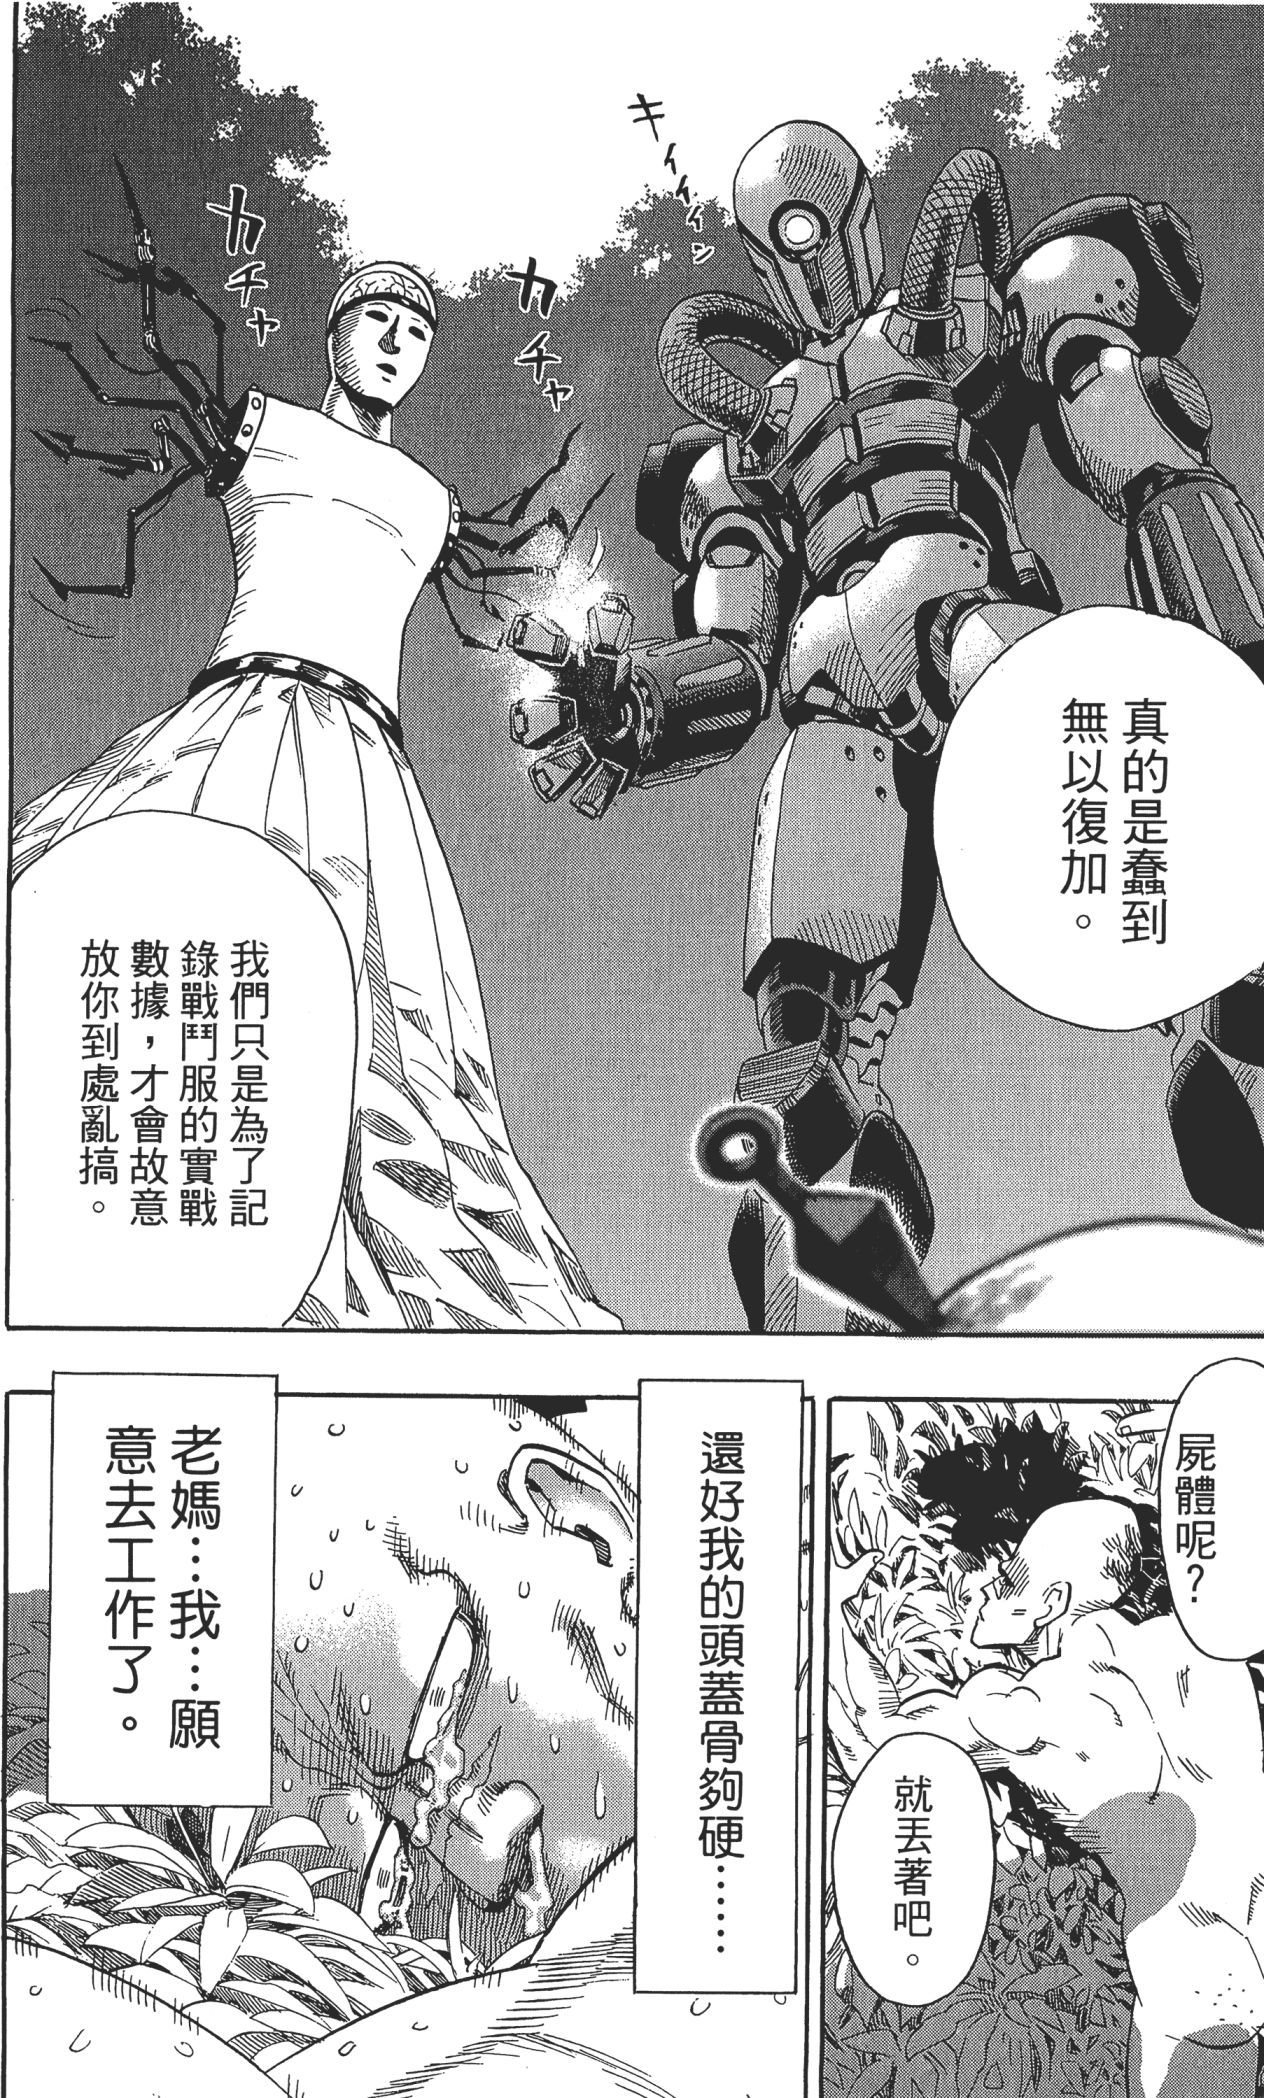 真的是蠢到
無以復加。
キィイイン
カチャ
カチャ
我們只是為了記
錄戰鬥服的實戰
數據，才會故意
放你到處亂搞。
屍體呢？
就丟著吧。
還好我的頭蓋骨夠硬……
老媽…我…願
意去工作了。